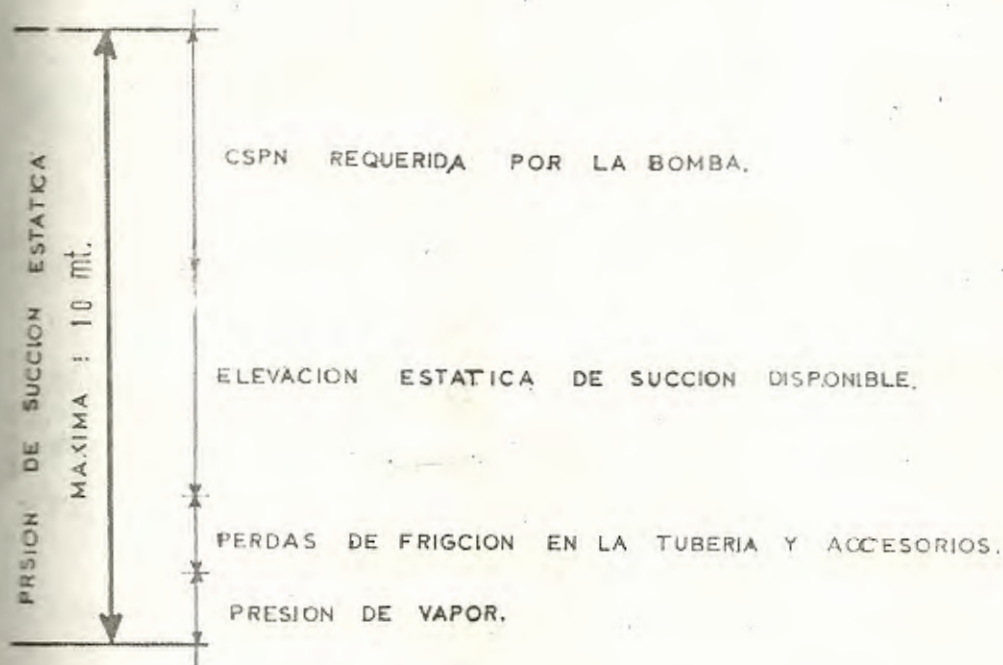 PRSION DE SUCCION ESTATICA
MAXIMA : 10 mt.
CSPN REQUERIDA POR LA BOMBA.
ELEVACION ESTATICA DE SUCCION DISPONIBLE.
PERDAS DE FRIGCION EN LA TUBERIA Y ACCESORIOS.
PRESION DE VAPOR.